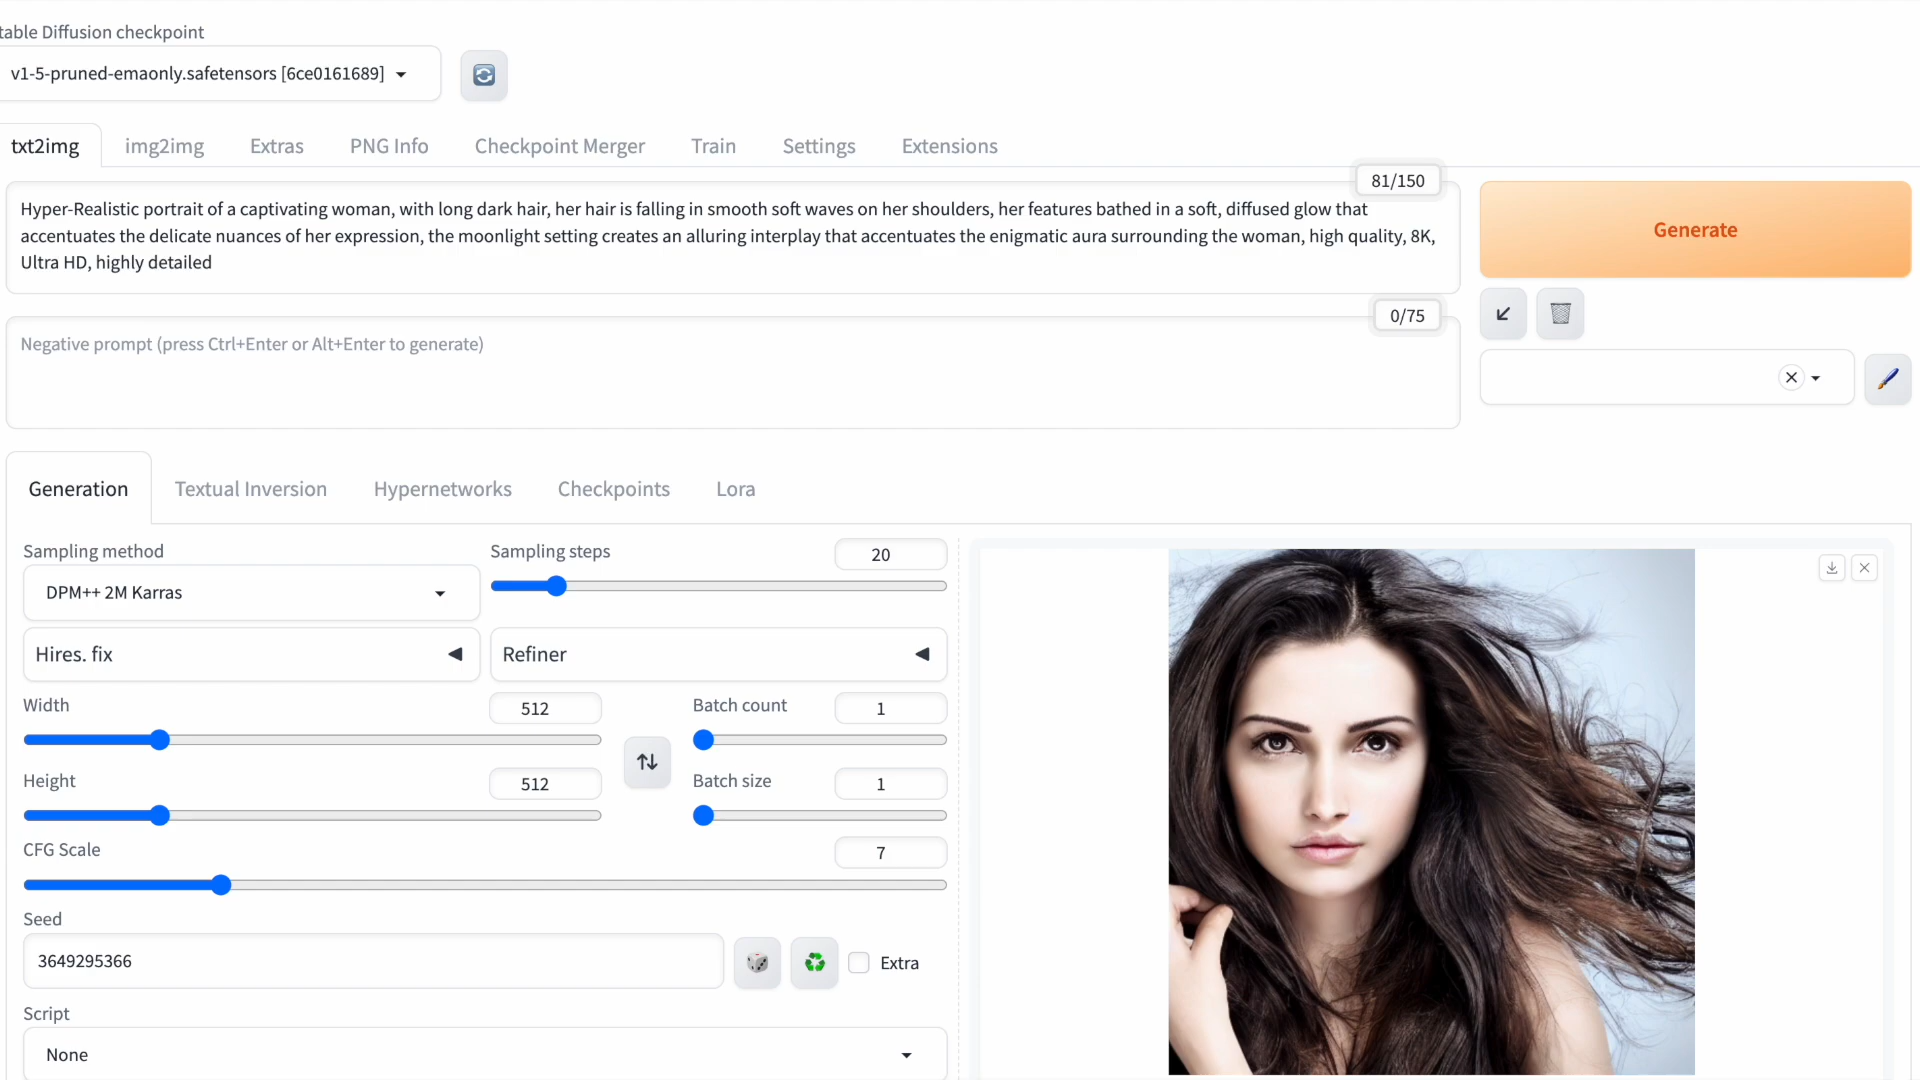 table Diffusion checkpoint
v1-5-pruned-emaonly.safetensors [6ce0161689]
txt2img
img2img
Extras
PNG Info
Checkpoint Merger
Train
Settings
Extensions
81/150
Hyper-Realistic portrait of a captivating woman, with long dark hair, her hair is falling in smooth soft waves on her shoulders, her features bathed in a soft, diffused glow that
accentuates the delicate nuances of her expression, the moonlight setting creates an alluring interplay that accentuates the enigmatic aura surrounding the woman, high quality, 8K,
Ultra HD, highly detailed
Generate
0/75
Negative prompt (press Ctrl+Enter or Alt+Enter to generate)
Generation
Textual Inversion
Hypernetworks
Checkpoints
Lora
Sampling method
DPM++ 2M Karras
Sampling steps
20
Hires. fix
Refiner
Width
512
Batch count
1
Height
512
Batch size
1
CFG Scale
7
Seed
3649295366
Extra
Script
None